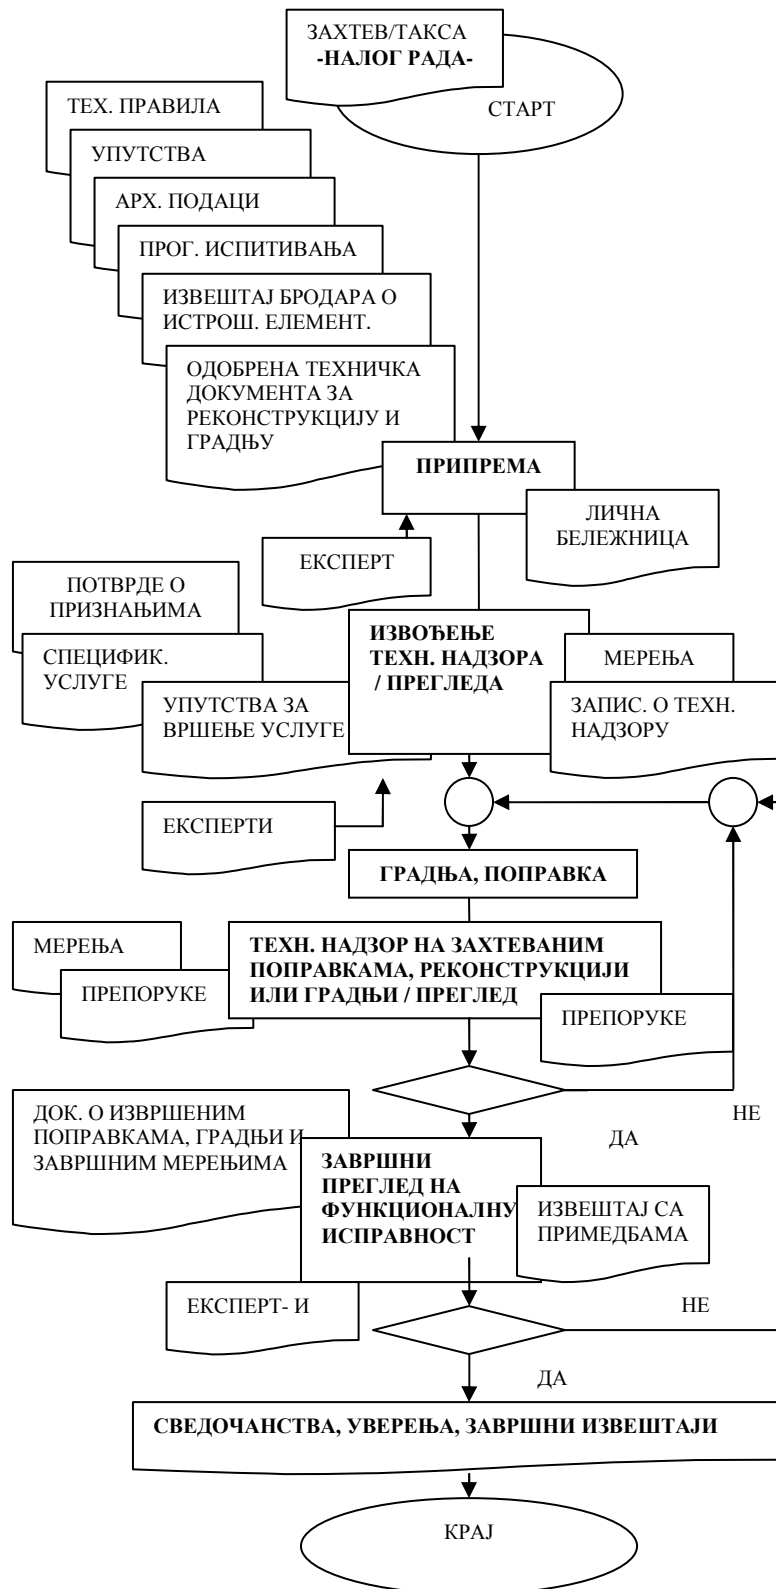 ЗАХТЕВ/ТАКСА
-НАЛОГ РАДА-
СТАРТ
ТЕХ. ПРАВИЛА
УПУТСТВА
АРХ. ПОДАЦИ
ПРОГ. ИСПИТИВАЊА
ИЗВЕШТАЈ БРОДАРА О
ИСТРОШ. ЕЛЕМЕНТ.
ОДОБРЕНА ТЕХНИЧКА
ДОКУМЕНТА ЗА
РЕКОНСТРУКЦИЈУ И
ГРАДЊУ
ПРИПРЕМА
ЛИЧНА
БЕЛЕЖНИЦА
ЕКСПЕРТ
ПОТВРДЕ О
ПРИЗНАЊИМА
СПЕЦИФИК.
УСЛУГЕ
УПУТСТВА ЗА
ВРШЕЊЕ УСЛУГЕ
ИЗВОЂЕЊЕ
ТЕХН. НАДЗОРА
/ ПРЕГЛЕДА
МЕРЕЊА
ЗАПИС. О ТЕХН.
НАДЗОРУ
ЕКСПЕРТИ
ГРАДЊА, ПОПРАВКА
МЕРЕЊА
ПРЕПОРУКЕ
ТЕХН. НАДЗОР НА ЗАХТЕВАНИМ
ПОПРАВКАМА, РЕКОНСТРУКЦИЈИ
ИЛИ ГРАДЊИ / ПРЕГЛЕД
ПРЕПОРУКЕ
НЕ
ДА
ДОК. О ИЗВРШЕНИМ
ПОПРАВКАМА, ГРАДЊИ И
ЗАВРШНИМ МЕРЕЊИМА
ЗАВРШНИ
ПРЕГЛЕД НА
ФУНКЦИОНАЛНУ
ИСПРАВНОСТ
ИЗВЕШТАЈ СА
ПРИМЕДБАМА
ЕКСПЕРТ- И
НЕ
ДА
СВЕДОЧАНСТВА, УВЕРЕЊА, ЗАВРШНИ ИЗВЕШТАЈИ
КРАЈ